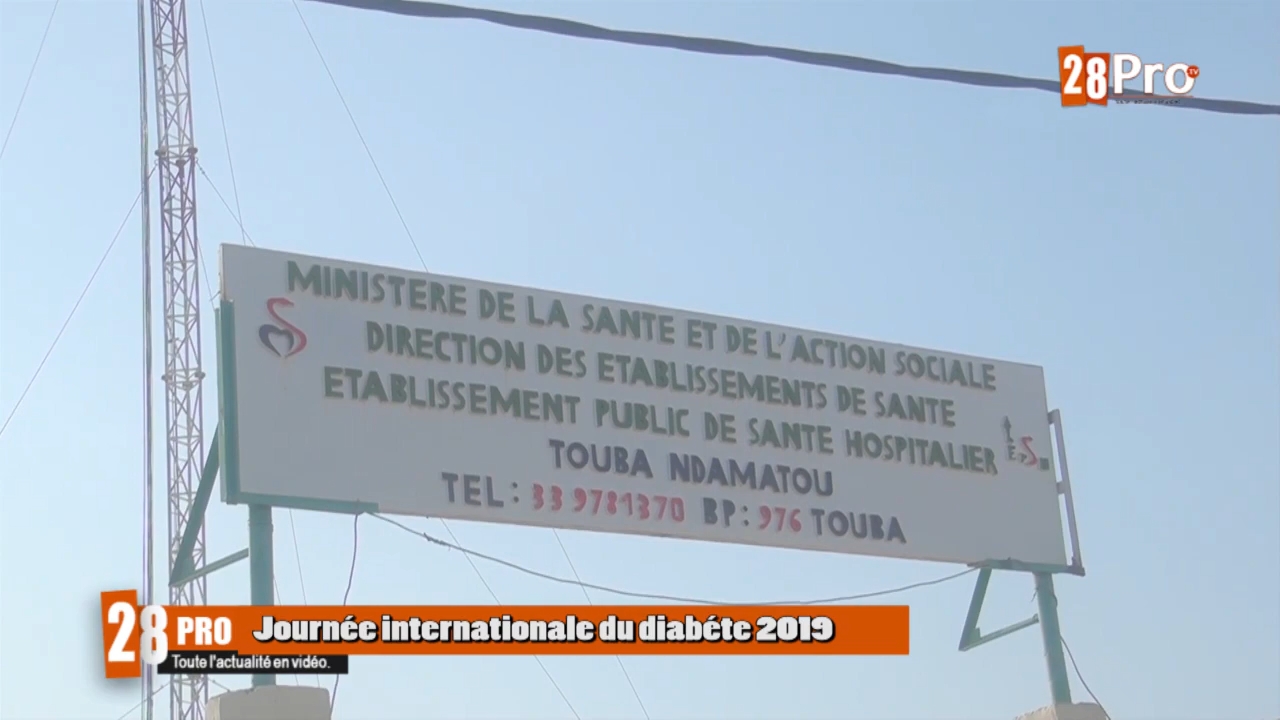 28Pro TV
MINISTERE DE LA SANTE ET DE L'ACTION SOCIALE
DIRECTION DES ETABLISSEMENTS DE SANTE
ETABLISSEMENT PUBLIC DE SANTE HOSPITALIER
TOUBA NDAMATOU
TEL: 33 9781370 BP: 976 TOUBA
28 PRO Journée internationale du diabéte 2019
Toute l'actualité en vidéo.